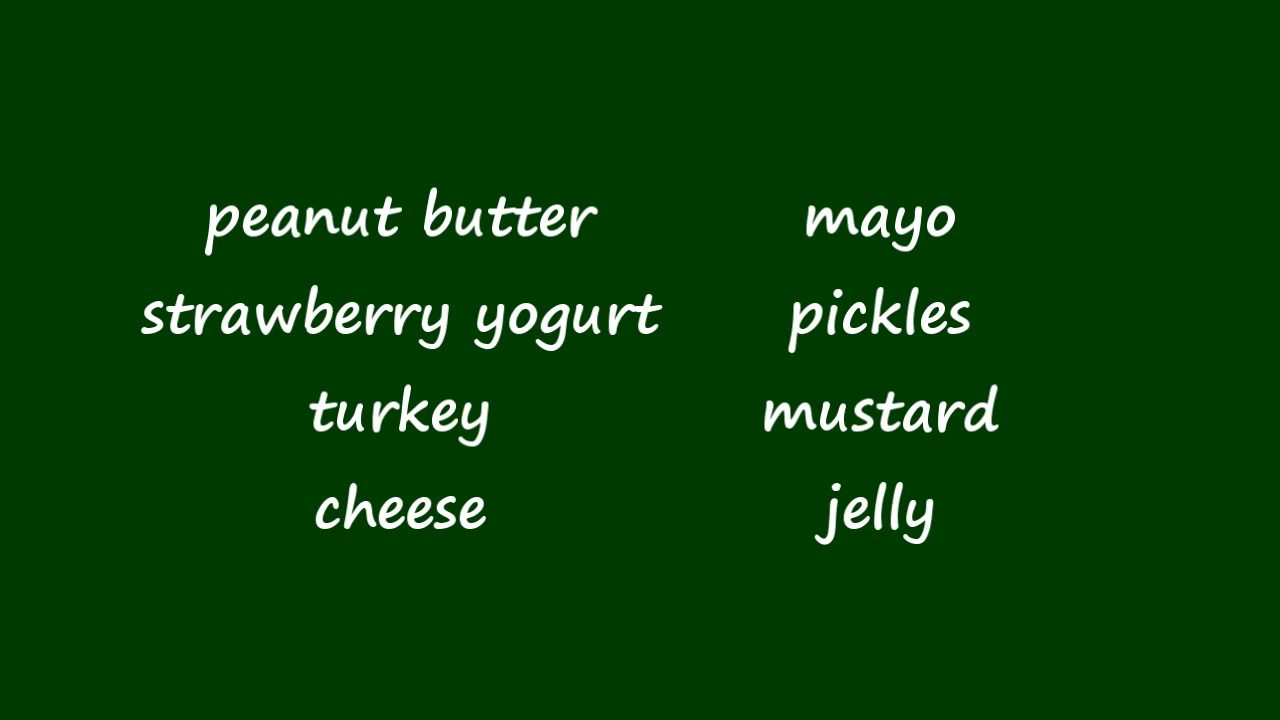 peanut butter mayo
strawberry yogurt pickles
turkey mustard
cheese jelly